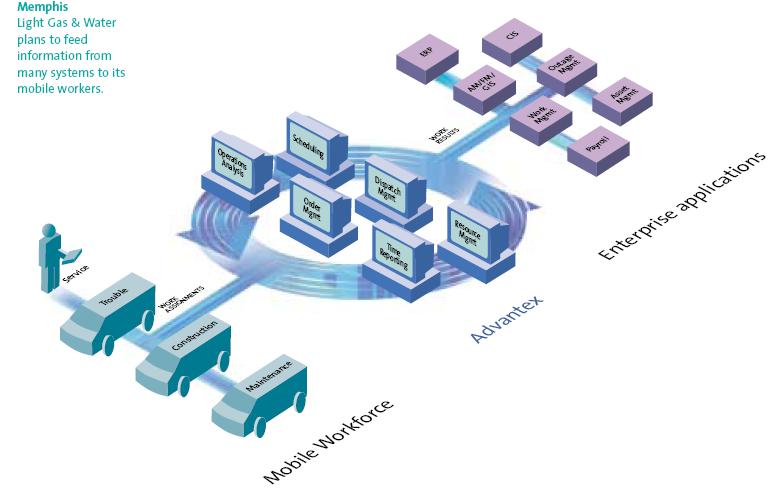 Memphis
Light Gas & Water
plans to feed
information from
many systems to its
mobile workers.
ERP
CIS
AM/FM/
GIS
Outage
Mgmt
Asset
Mgmt
Work
Mgmt
Payroll
WORK
RESULTS
Enterprise applications
Operations
Analysis
Scheduling
Order
Mgmt
Dispatch
Mgmt
Time
Reporting
Resource
Mgmt
Advantex
Service
Trouble
WORK
ASSIGNMENTS
Construction
Maintenance
Mobile Workforce